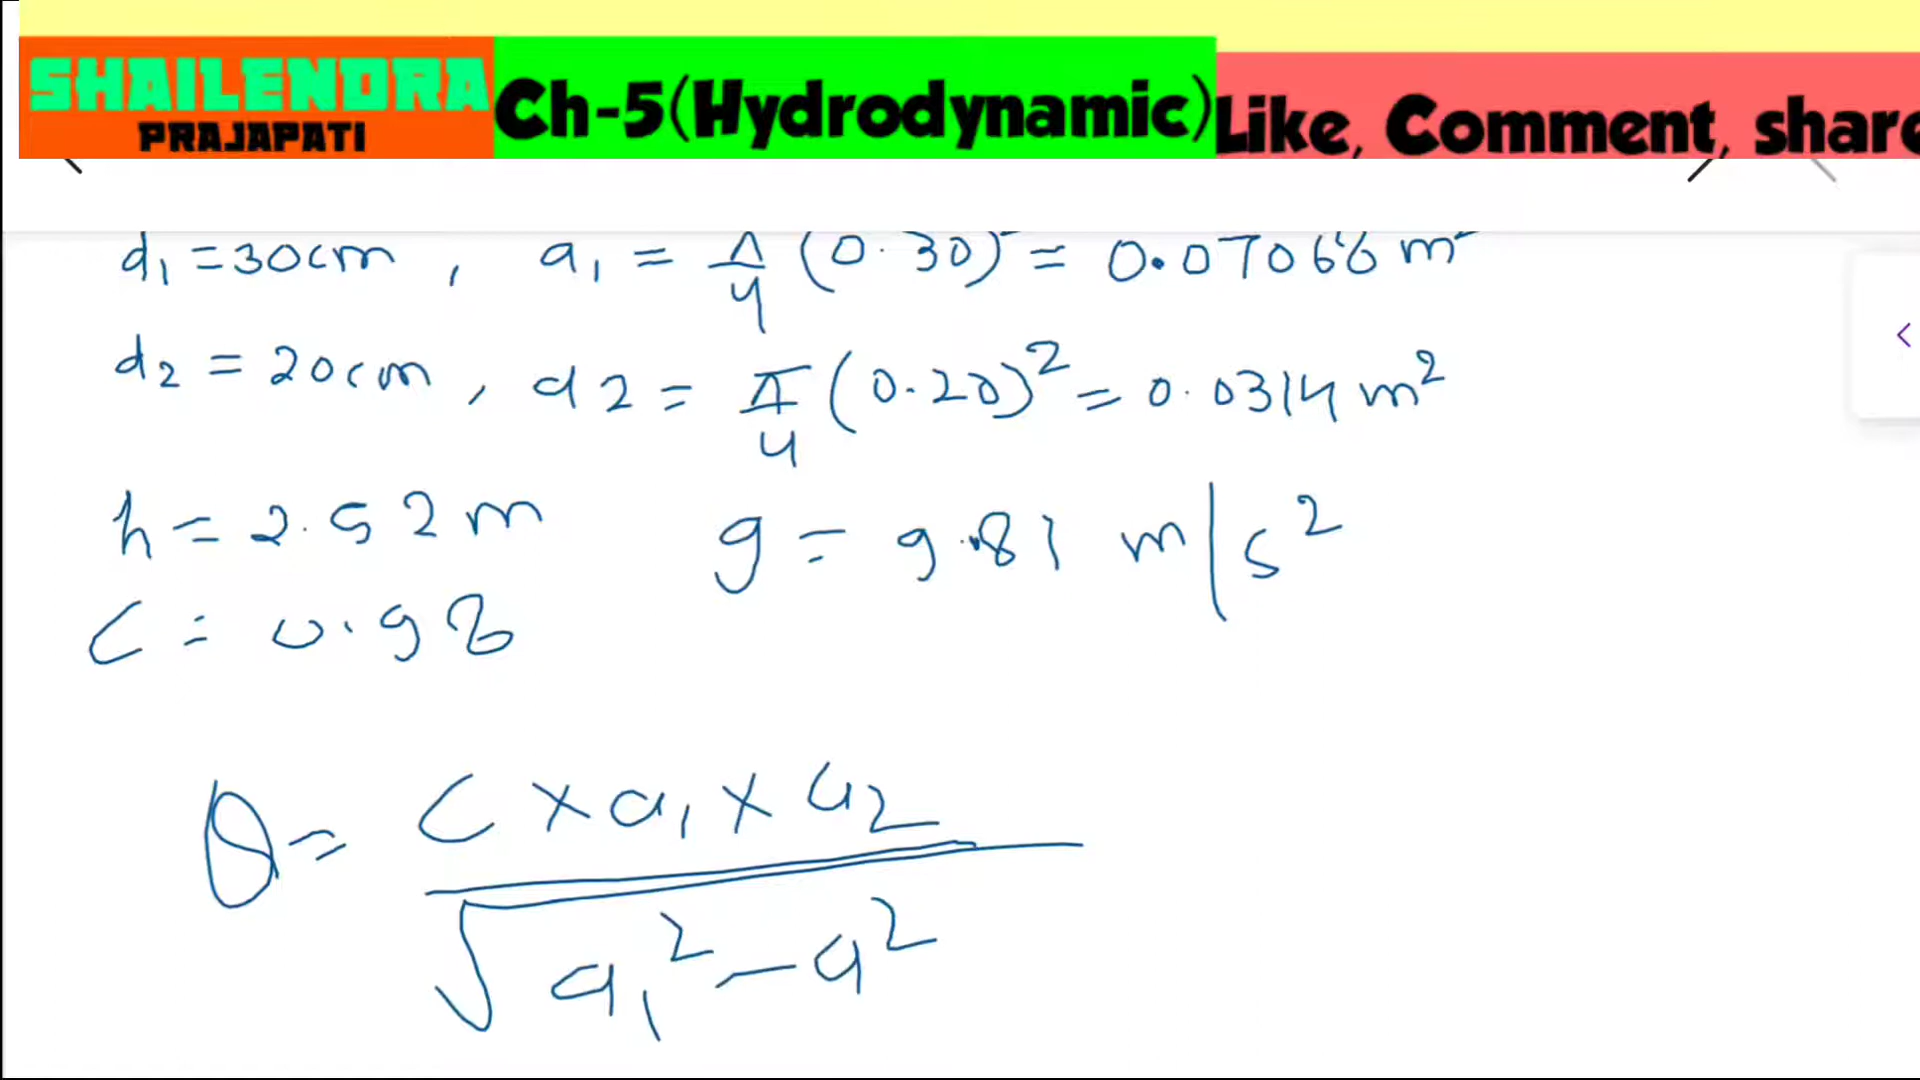 SHAILENDRA
PRAJAPATI
Ch-5(Hydrodynamic)
Like, Comment, share
d₁ = 30cm , a₁ = π/4 (0.30)² = 0.07068 m²
d₂ = 20cm , a2 = π/4 (0.20)² = 0.0314 m²
h = 2.52 m g = 9.81 m/s²
C = 0.98
Q = C × a₁ × a₂
√a₁² - a²